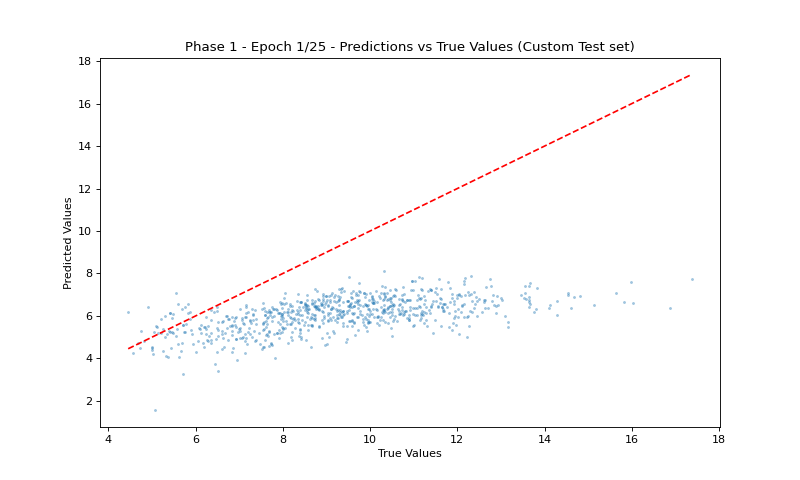 Phase 1 - Epoch 1/25 - Predictions vs True Values (Custom Test set)
18
16
14
12
10
8
6
4
2
Predicted Values
4 6 8 10 12 14 16 18
True Values